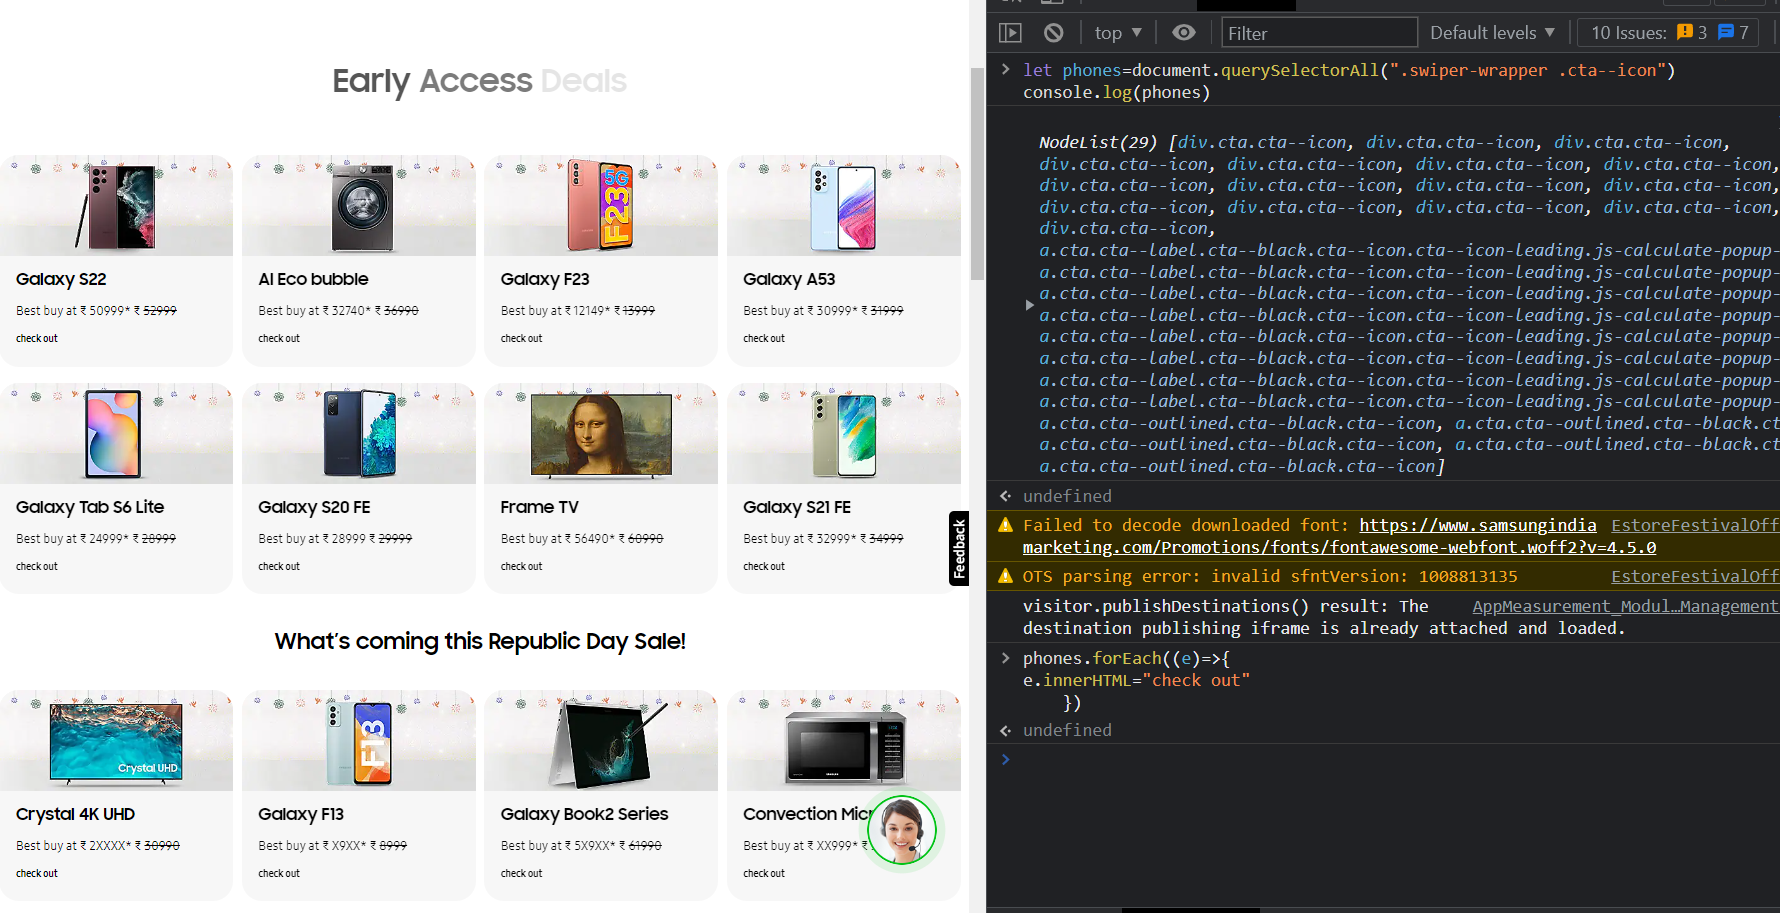 Early Access Deals
Galaxy S22
Best buy at ₹ 50999* ₹ 52999
check out
AI Eco bubble
Best buy at ₹ 32740* ₹ 36990
check out
F23
5G
Galaxy F23
Best buy at ₹ 12149* ₹ 13999
check out
Galaxy A53
Best buy at ₹ 30999* ₹ 31999
check out
Galaxy Tab S6 Lite
Best buy at ₹ 24999* ₹ 28999
check out
Galaxy S20 FE
Best buy at ₹ 28999 ₹ 29999
check out
Frame TV
Best buy at ₹ 56490* ₹ 60990
check out
Galaxy S21 FE
Best buy at ₹ 32999* ₹ 34999
check out
Feedback
What's coming this Republic Day Sale!
Crystal UHD
Crystal 4K UHD
Best buy at ₹ 2XXXX* ₹ 30990
check out
F13
Galaxy F13
Best buy at ₹ X9XX* ₹ 8999
check out
Galaxy Book2 Series
Best buy at ₹ 5X9XX* ₹ 61990
check out
Convection Mic
Best buy at ₹ XX999* ₹
check out
top
Filter
Default levels
10 Issues: 3 7
let phones=document.querySelectorAll(".swiper-wrapper .cta--icon")
console.log(phones)
NodeList(29) [div.cta.cta--icon, div.cta.cta--icon, div.cta.cta--icon,
div.cta.cta--icon, div.cta.cta--icon, div.cta.cta--icon, div.cta.cta--icon,
div.cta.cta--icon, div.cta.cta--icon, div.cta.cta--icon, div.cta.cta--icon,
div.cta.cta--icon, div.cta.cta--icon, div.cta.cta--icon, div.cta.cta--icon,
div.cta.cta--icon,
a.cta.cta--label.cta--black.cta--icon.cta--icon-leading.js-calculate-popup-
a.cta.cta--label.cta--black.cta--icon.cta--icon-leading.js-calculate-popup-
a.cta.cta--label.cta--black.cta--icon.cta--icon-leading.js-calculate-popup-
a.cta.cta--label.cta--black.cta--icon.cta--icon-leading.js-calculate-popup-
a.cta.cta--label.cta--black.cta--icon.cta--icon-leading.js-calculate-popup-
a.cta.cta--label.cta--black.cta--icon.cta--icon-leading.js-calculate-popup-
a.cta.cta--label.cta--black.cta--icon.cta--icon-leading.js-calculate-popup-
a.cta.cta--label.cta--black.cta--icon.cta--icon-leading.js-calculate-popup-
a.cta.cta--outlined.cta--black.cta--icon, a.cta.cta--outlined.cta--black.ct
a.cta.cta--outlined.cta--black.cta--icon, a.cta.cta--outlined.cta--black.ct
a.cta.cta--outlined.cta--black.cta--icon]
undefined
Failed to decode downloaded font: https://www.samsungindia EstoreFestivalOff
marketing.com/Promotions/fonts/fontawesome-webfont.woff2?v=4.5.0
OTS parsing error: invalid sfntVersion: 1008813135 EstoreFestivalOff
visitor.publishDestinations() result: The AppMeasurement_Modul…Management
destination publishing iframe is already attached and loaded.
phones.forEach((e)=>{
e.innerHTML="check out"
})
undefined